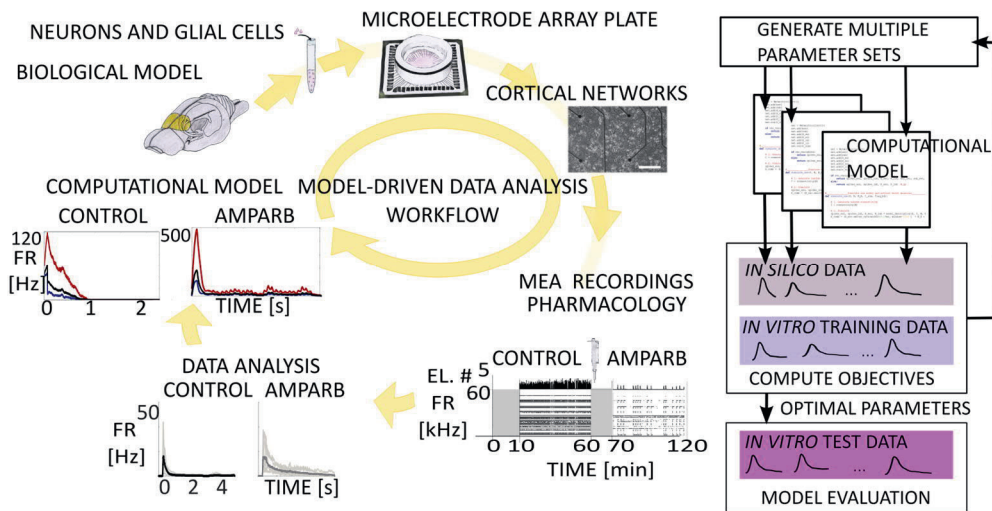 NEURONS AND GLIAL CELLS
BIOLOGICAL MODEL
MICROELECTRODE ARRAY PLATE
CORTICAL NETWORKS
COMPUTATIONAL MODEL
MODEL-DRIVEN DATA ANALYSIS
WORKFLOW
CONTROL
AMPARB
120
FR
[Hz]
0 1 2
500
TIME [s]
MEA RECORDINGS
PHARMACOLOGY
CONTROL
AMPARB
EL. #
5
60
FR
[kHz]
0 10 60 70 120
TIME [min]
DATA ANALYSIS
CONTROL AMPARB
50
FR
[Hz]
0 2 4
TIME [s]
GENERATE MULTIPLE
PARAMETER SETS
COMPUTATIONAL
MODEL
IN SILICO DATA
...
IN VITRO TRAINING DATA
...
COMPUTE OBJECTIVES
OPTIMAL PARAMETERS
IN VITRO TEST DATA
...
MODEL EVALUATION